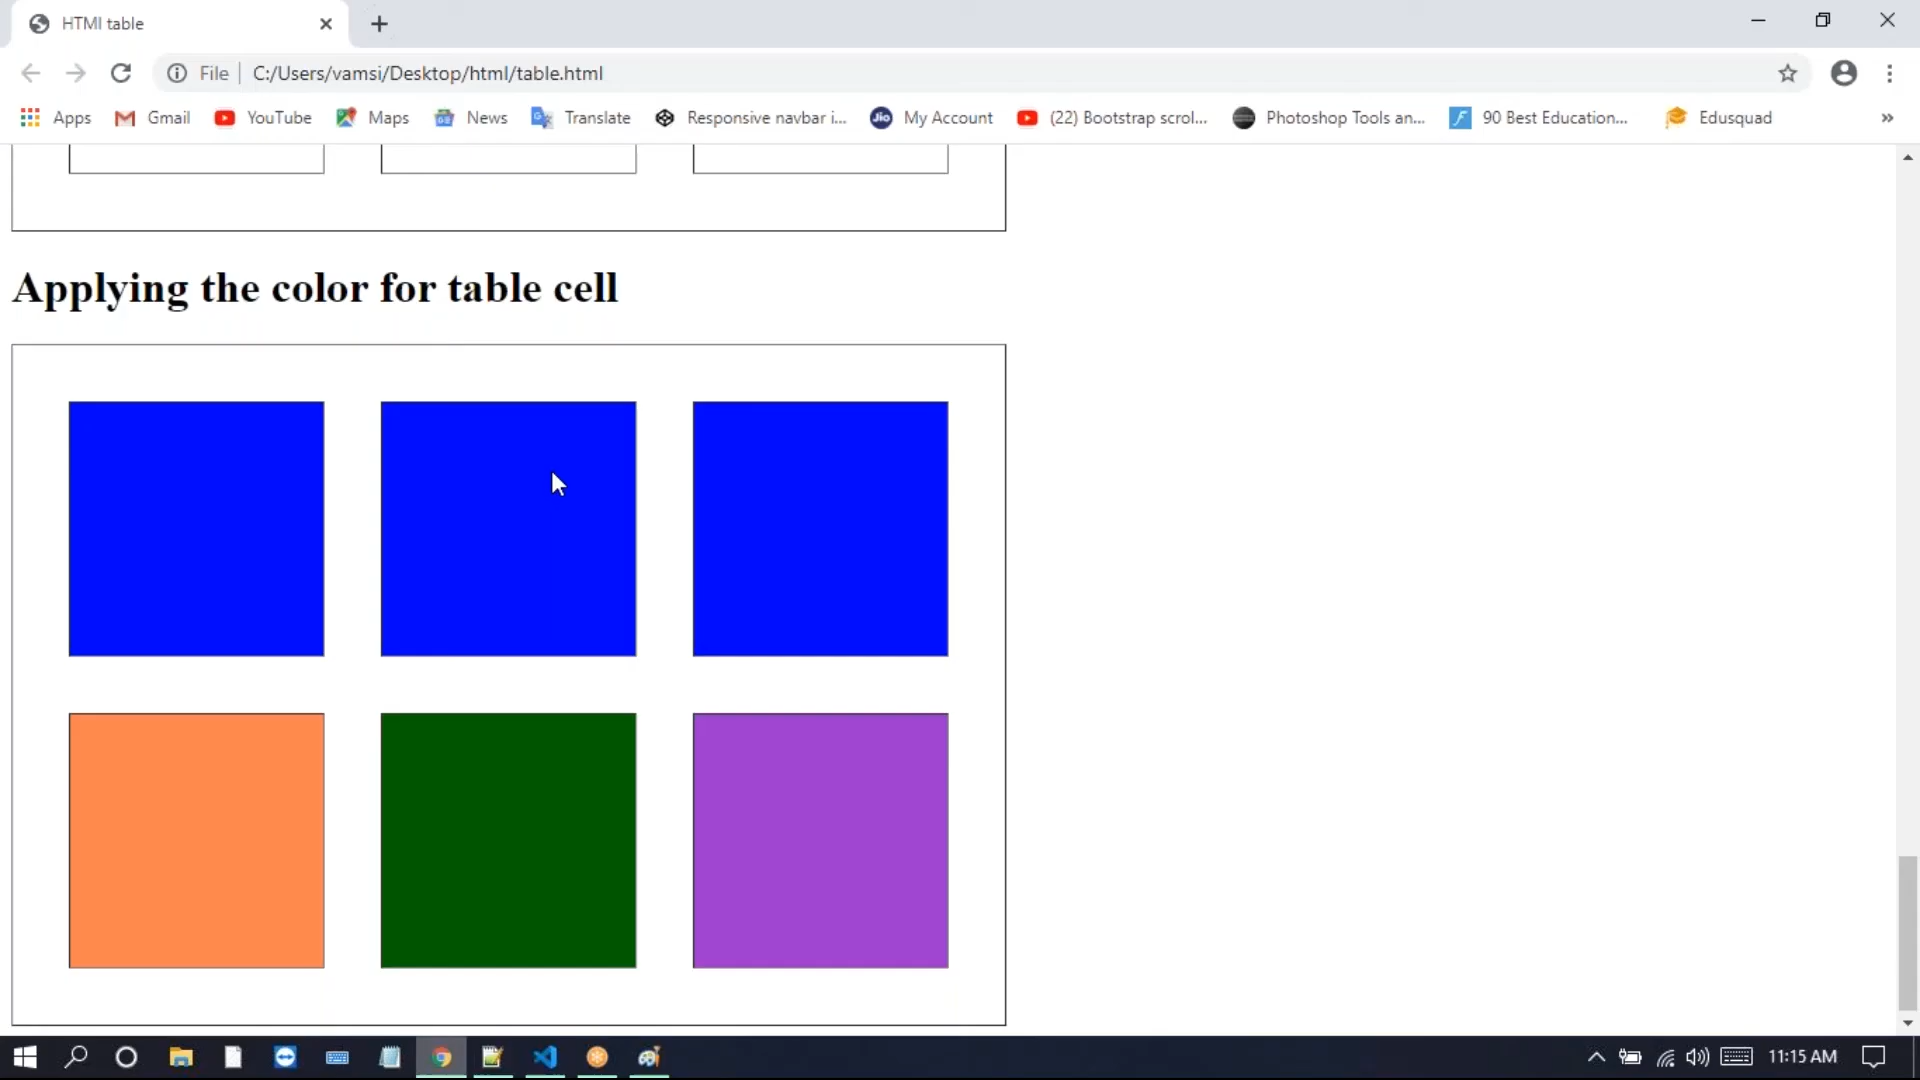 HTMl table
File
C:/Users/vamsi/Desktop/html/table.html
Apps
Gmail
YouTube
Maps
News
Translate
Responsive navbar i...
Jio
My Account
(22) Bootstrap scrol...
Photoshop Tools an...
90 Best Education...
Edusquad
»
Applying the color for table cell
11:15 AM